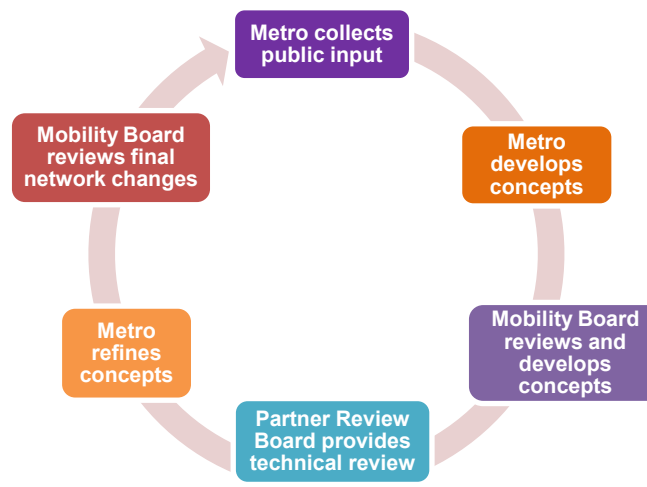 Metro collects
public input
Metro
develops
concepts
Mobility Board
reviews and
develops
concepts
Partner Review
Board provides
technical review
Metro
refines
concepts
Mobility Board
reviews final
network changes